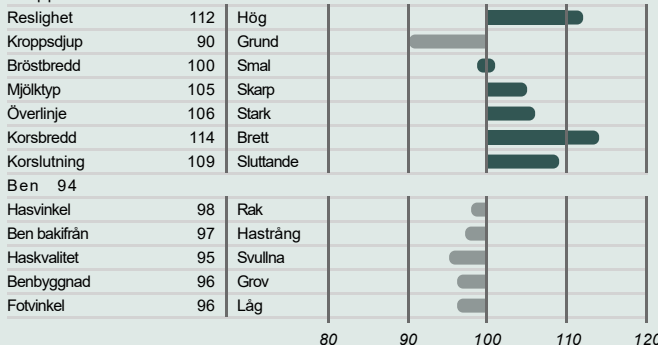 Reslighet 112 Hög
Kroppsdjup 90 Grund
Bröstbredd 100 Smal
Mjölktyp 105 Skarp
Överlinje 106 Stark
Korsbredd 114 Brett
Korslutning 109 Sluttande
Ben 94
Hasvinkel 98 Rak
Ben bakifrån 97 Hastrång
Haskvalitet 95 Svullna
Benbyggnad 96 Grov
Fotvinkel 96 Låg
80 90 100 110 120